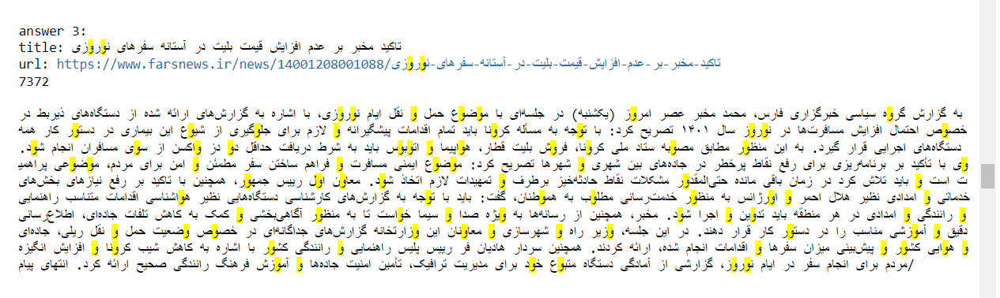 answer 3:
title: تاکید مخبر بر عدم افزایش قیمت بلیت در آستانه سفرهای نوروزی
url: https://www.farsnews.ir/news/14001208001088/تاکید-مخبر-بر-عدم-افزایش-قیمت-بلیت-در-آستانه-سفرهای-نوروزی
7372
به گزارش گروه سیاسی خبرگزاری فارس، محمد مخبر عصر امروز (یکشنبه) در جلسه‌ای با موضوع حمل و نقل ایام نوروزی، با اشاره به گزارش‌های ارائه شده از دستگاه‌های ذیربط در
خصوص احتمال افزایش مسافرت‌ها در نوروز سال ۱۴۰۱ تصریح کرد: با توجه به مسأله کرونا باید تمام اقدامات پیشگیرانه و لازم برای جلوگیری از شیوع این بیماری در دستور کار همه
دستگاه‌های اجرایی قرار گیرد. به این منظور مطابق مصوبه ستاد ملی کرونا، فروش بلیت قطار، هواپیما و اتوبوس باید به شرط دریافت حداقل دو دز واکسن از سوی مسافران انجام شود.
وی با تأکید بر برنامه‌ریزی برای رفع نقاط پرخطر در جاده‌های بین شهری و شهرها تصریح کرد: موضوع ایمنی مسافرت و فراهم ساختن سفر مطمئن و امن برای مردم، موضوعی پراهمی
ت است و باید تلاش کرد در زمان باقی مانده حتی‌المقدور مشکلات نقاط حادثه‌خیز برطرف و تمهیدات لازم اتخاذ شود. معاون اول رییس جمهور، همچنین با تاکید بر رفع نیازهای بخش‌های
خدماتی و امدادی نظیر هلال احمر و اورژانس به منظور خدمت‌رسانی مطلوب به هموطنان، گفت: باید با توجه به گزارش‌های کارشناسی دستگاه‌هایی نظیر هواشناسی اقدامات متناسب راهنمایی
و رانندگی و امدادی در هر منطقه باید تدوین و اجرا شود. مخبر، همچنین از رسانه‌ها به ویژه صدا و سیما خواست تا به منظور آگاهی‌بخشی و کمک به کاهش تلفات جاده‌ای، اطلاع‌رسانی
دقیق و آموزشی مناسب را در دستور کار قرار دهند. در این جلسه، وزیر راه و شهرسازی و معاونان این وزارتخانه گزارش‌های جداگانه‌ای در خصوص وضعیت حمل و نقل ریلی، جاده‌ای
و هوایی کشور و پیش‌بینی میزان سفرها و اقدامات انجام شده، ارائه کردند. همچنین سردار هادیان فر رییس پلیس راهنمایی و رانندگی کشور با اشاره به کاهش شیب کرونا و افزایش انگیزه
مردم برای انجام سفر در ایام نوروز، گزارشی از آمادگی دستگاه متبوع خود برای مدیریت ترافیک، تأمین امنیت جاده‌ها و آموزش فرهنگ رانندگی صحیح ارائه کرد. انتهای پیام/